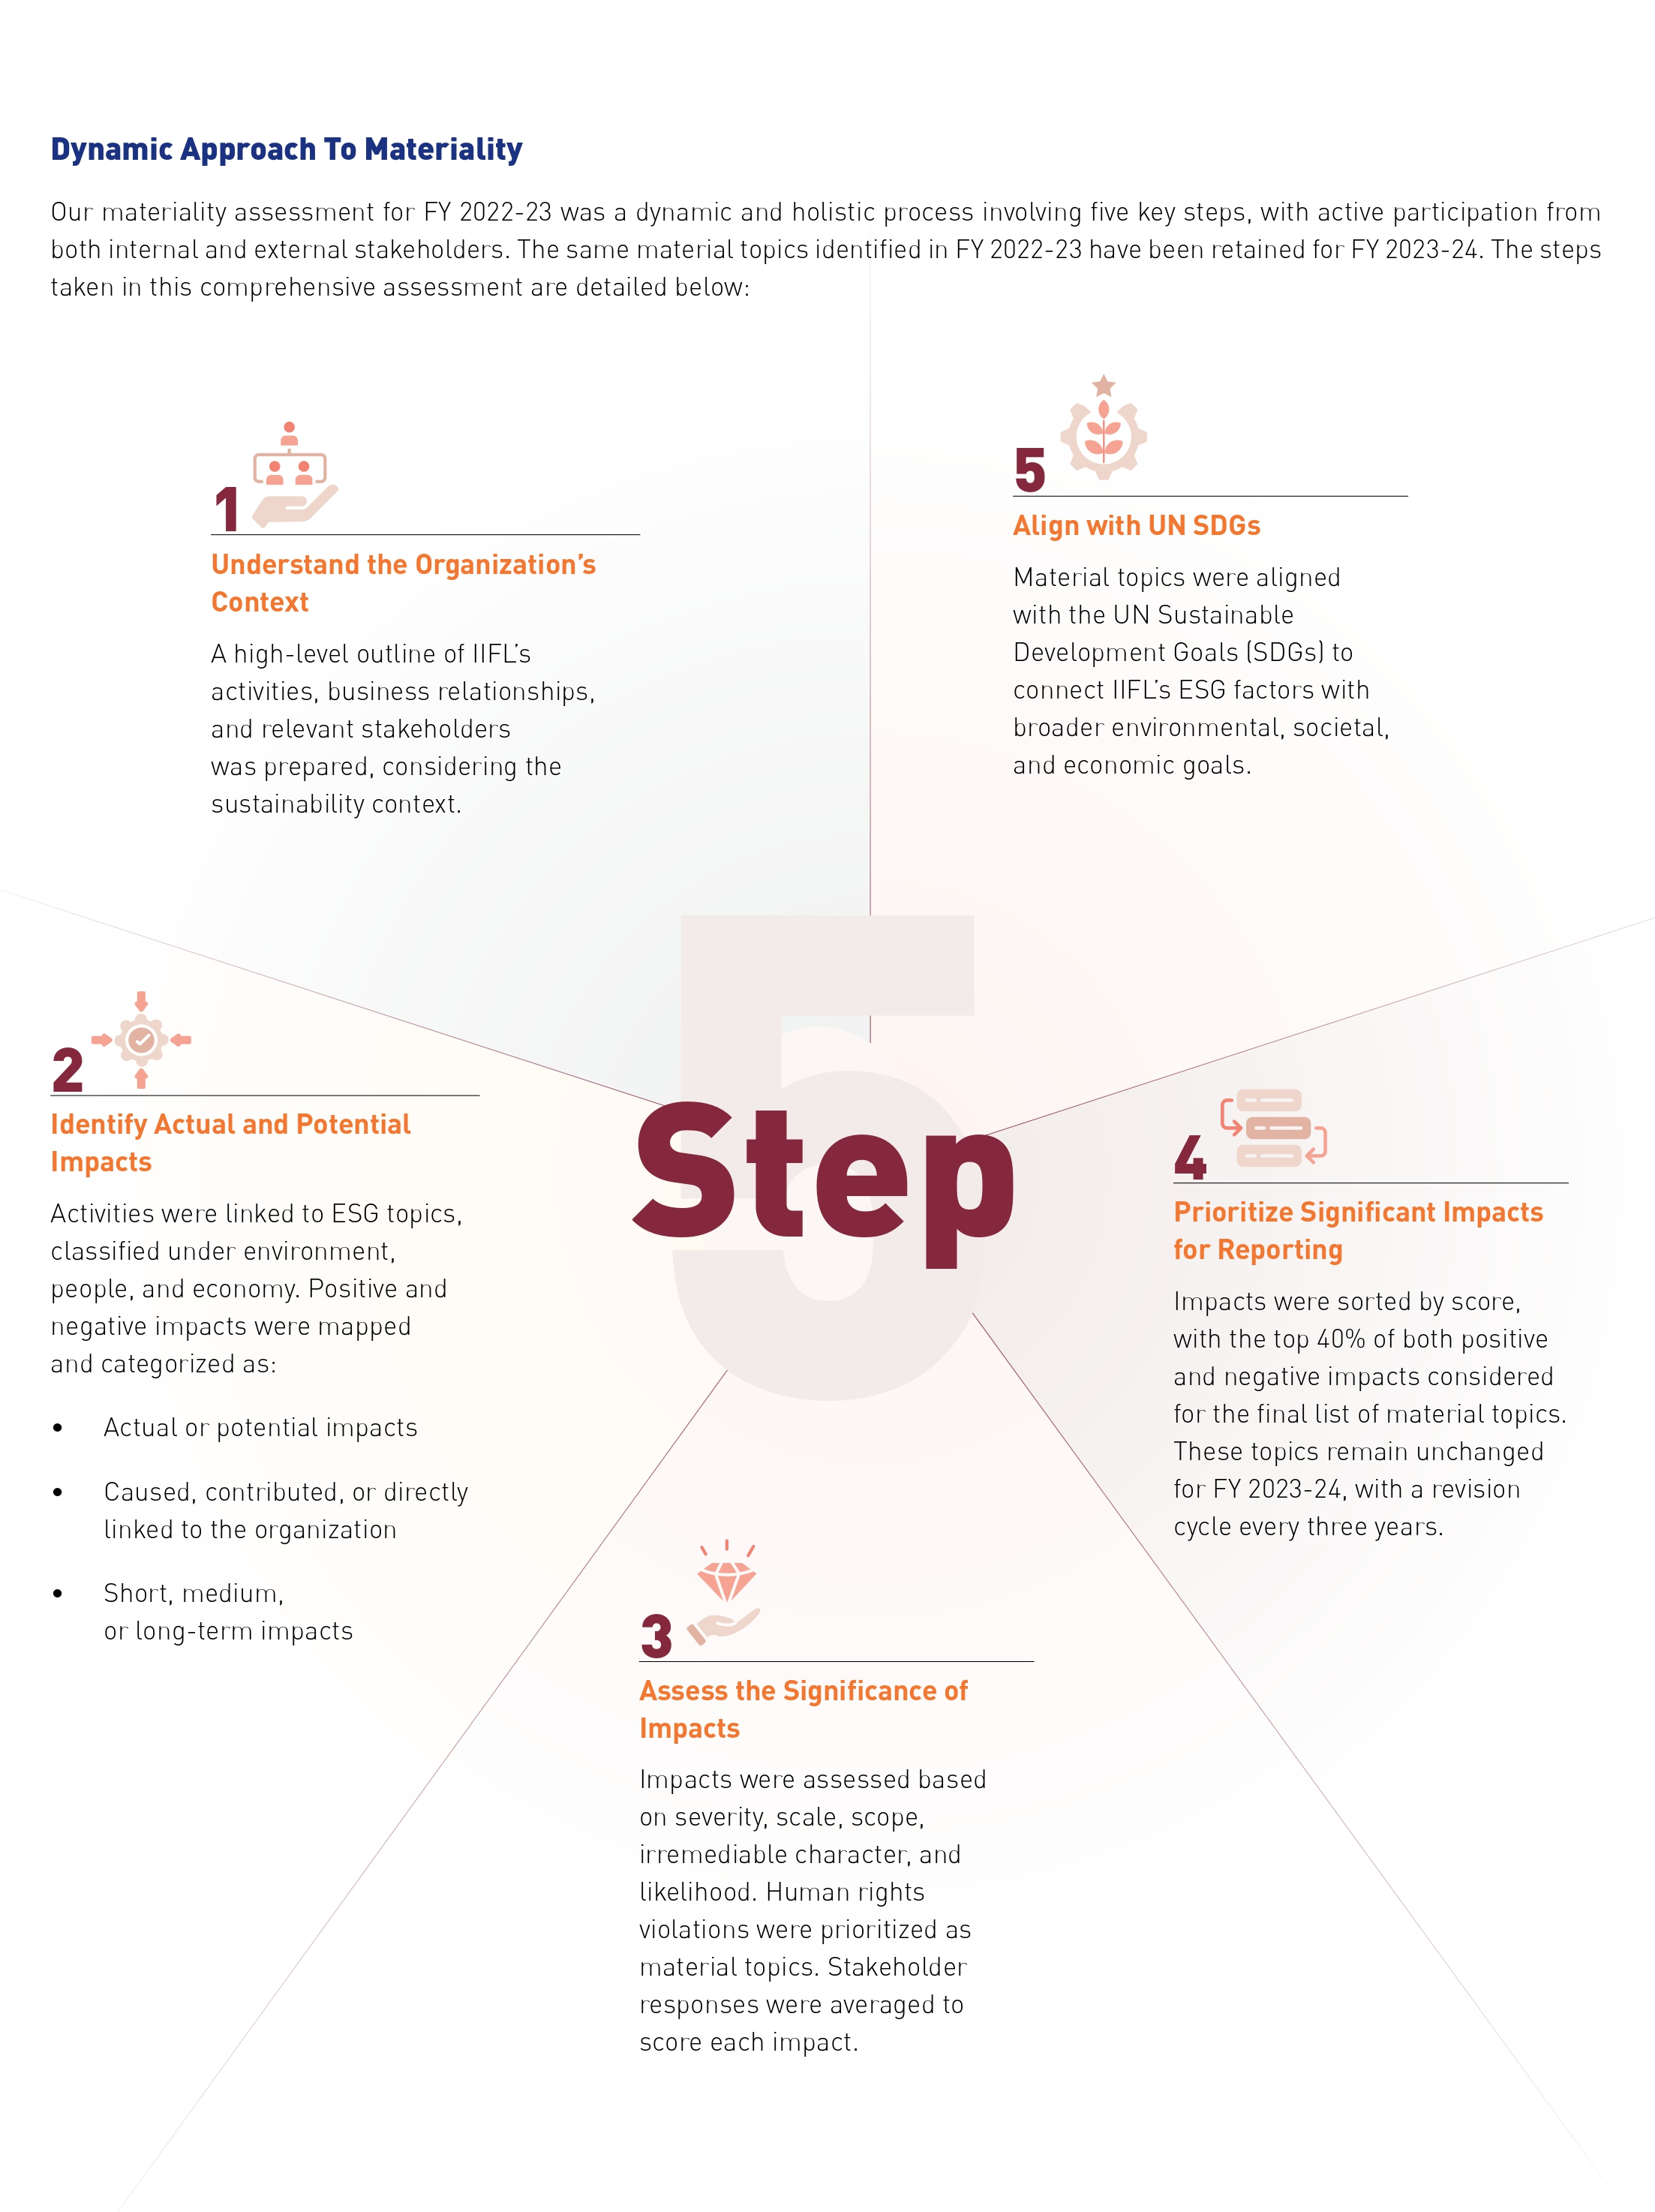 Dynamic Approach To Materiality
Our materiality assessment for FY 2022-23 was a dynamic and holistic process involving five key steps, with active participation from
both internal and external stakeholders. The same material topics identified in FY 2022-23 have been retained for FY 2023-24. The steps
taken in this comprehensive assessment are detailed below:
1
Understand the Organization’s
Context
A high-level outline of IIFL’s
activities, business relationships,
and relevant stakeholders
was prepared, considering the
sustainability context.
2
Identify Actual and Potential
Impacts
Activities were linked to ESG topics,
classified under environment,
people, and economy. Positive and
negative impacts were mapped
and categorized as:
• Actual or potential impacts
• Caused, contributed, or directly
linked to the organization
• Short, medium,
or long-term impacts
3
Assess the Significance of
Impacts
Impacts were assessed based
on severity, scale, scope,
irremediable character, and
likelihood. Human rights
violations were prioritized as
material topics. Stakeholder
responses were averaged to
score each impact.
4
Prioritize Significant Impacts
for Reporting
Impacts were sorted by score,
with the top 40% of both positive
and negative impacts considered
for the final list of material topics.
These topics remain unchanged
for FY 2023-24, with a revision
cycle every three years.
5
Align with UN SDGs
Material topics were aligned
with the UN Sustainable
Development Goals (SDGs) to
connect IIFL’s ESG factors with
broader environmental, societal,
and economic goals.
5
Step